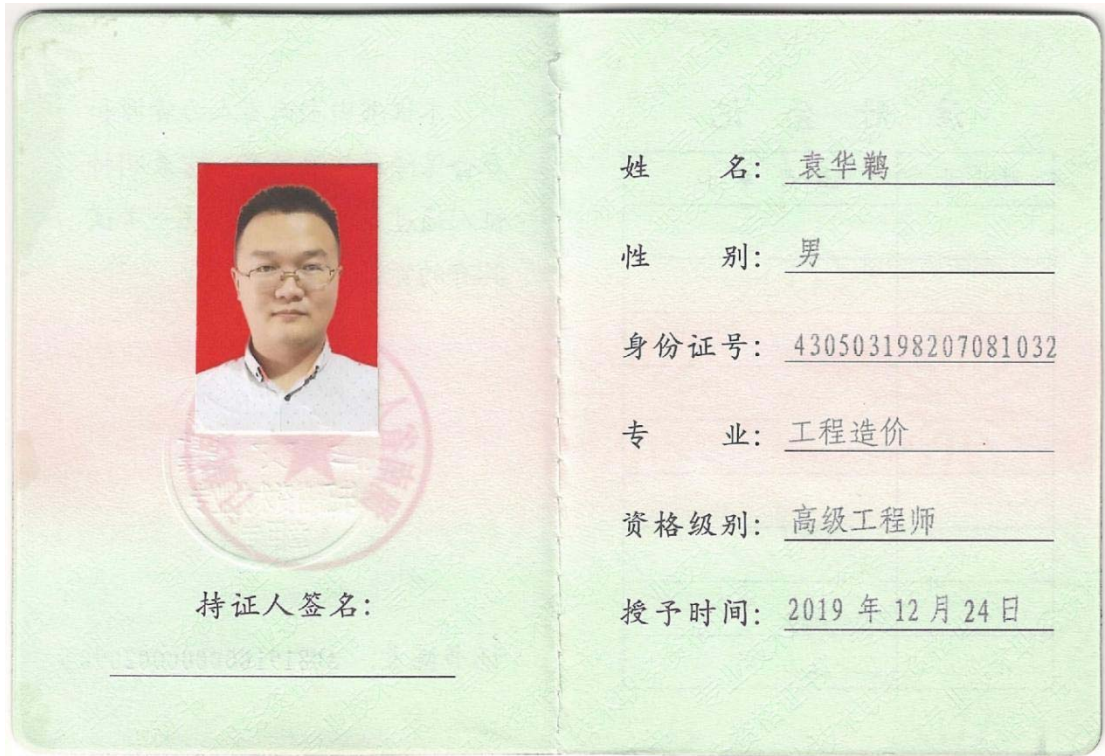 持证人签名:
姓 名: 袁华鹈
性 别: 男
身份证号: 430503198207081032
专 业: 工程造价
资格级别: 高级工程师
授予时间: 2019 年 12 月 24 日